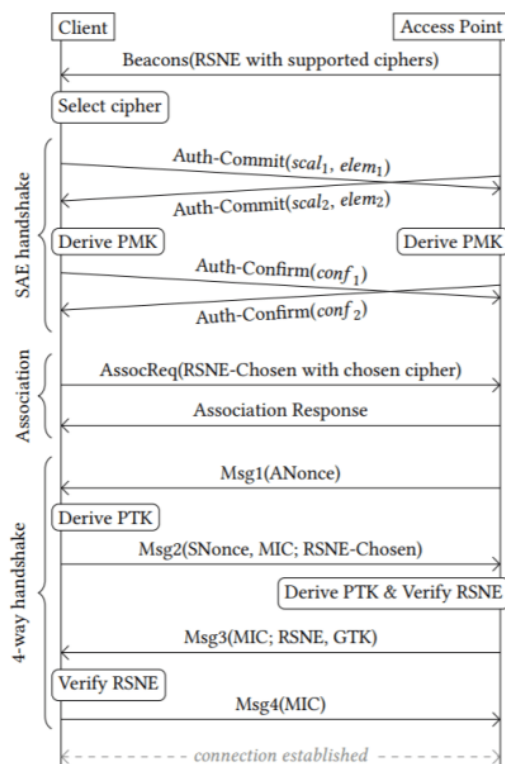 Client
Access Point
Beacons(RSNE with supported ciphers)
Select cipher
SAE handshake
Auth-Commit(scal₁, elem₁)
Auth-Commit(scal₂, elem₂)
Derive PMK
Derive PMK
Auth-Confirm(conf₁)
Auth-Confirm(conf₂)
Association
AssocReq(RSNE-Chosen with chosen cipher)
Association Response
4-way handshake
Msg1(ANonce)
Derive PTK
Msg2(SNonce, MIC; RSNE-Chosen)
Derive PTK & Verify RSNE
Msg3(MIC; RSNE, GTK)
Verify RSNE
Msg4(MIC)
connection established